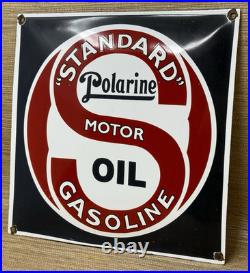 "STANDARD"
Polarine
MOTOR
OIL
GASOLINE